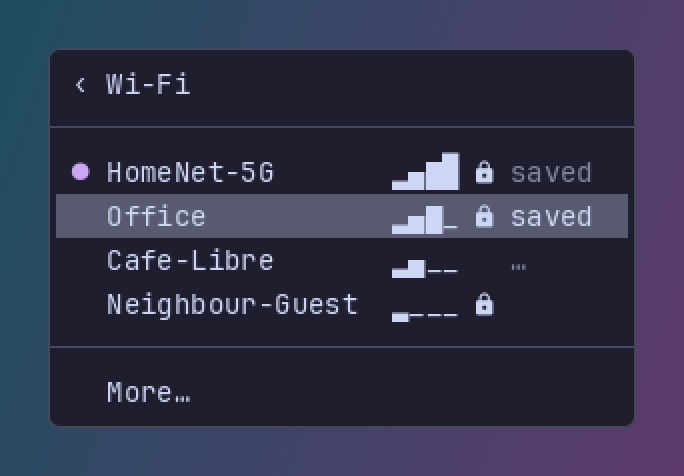 ‹ Wi-Fi
HomeNet-5G saved
Office saved
Cafe-Libre …
Neighbour-Guest
More…